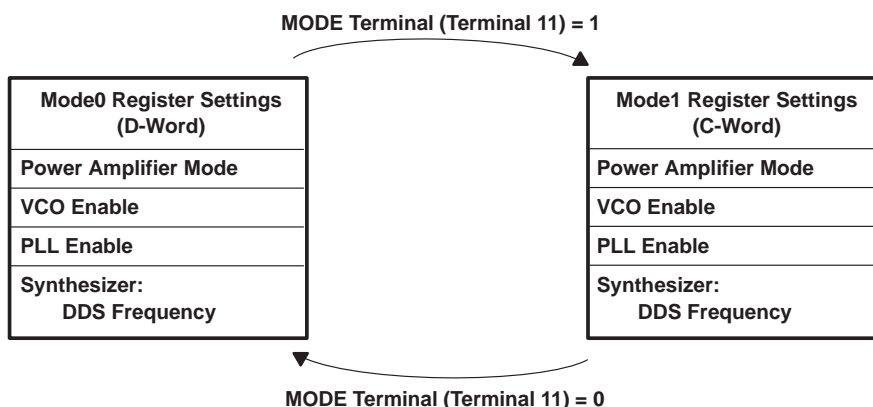 MODE Terminal (Terminal 11) = 1
Mode0 Register Settings
(D-Word)
Power Amplifier Mode
VCO Enable
PLL Enable
Synthesizer:
DDS Frequency
Mode1 Register Settings
(C-Word)
Power Amplifier Mode
VCO Enable
PLL Enable
Synthesizer:
DDS Frequency
MODE Terminal (Terminal 11) = 0